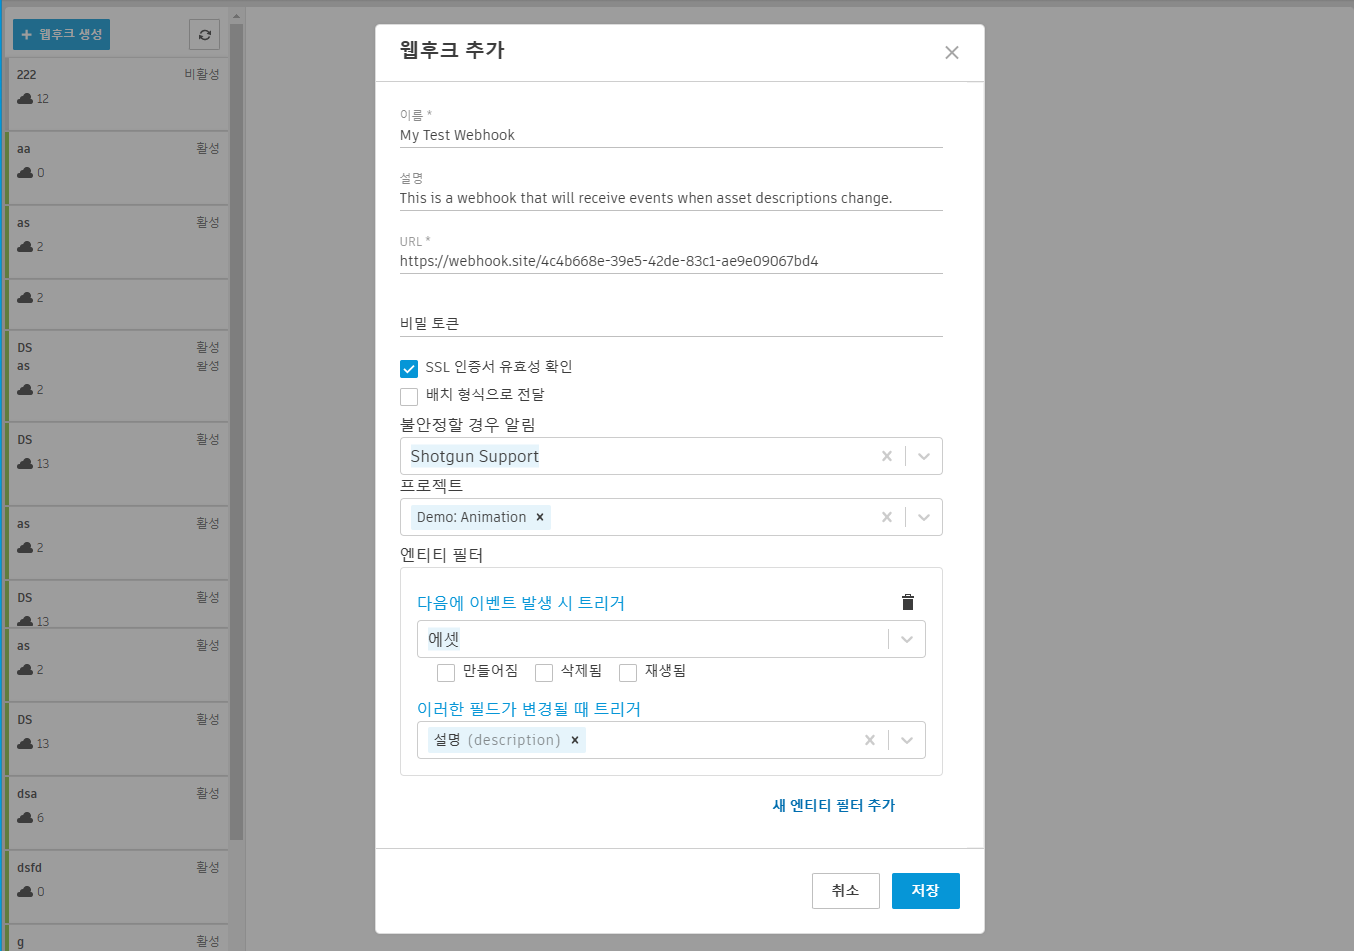 웹후크 생성
222 비활성
12
aa 활성
0
as 활성
2
2
DS 활성
as 활성
2
DS 활성
13
as 활성
2
DS 활성
13
as 활성
2
DS 활성
13
dsa 활성
6
dsfd 활성
0
g 활성
웹후크 추가
이름 *
My Test Webhook
설명
This is a webhook that will receive events when asset descriptions change.
URL *
https://webhook.site/4c4b668e-39e5-42de-83c1-ae9e09067bd4
비밀 토큰
SSL 인증서 유효성 확인
배치 형식으로 전달
불안정할 경우 알림
Shotgun Support
프로젝트
Demo: Animation
엔티티 필터
다음에 이벤트 발생 시 트리거
에셋
만들어짐 삭제됨 재생됨
이러한 필드가 변경될 때 트리거
설명 (description)
새 엔티티 필터 추가
취소 저장